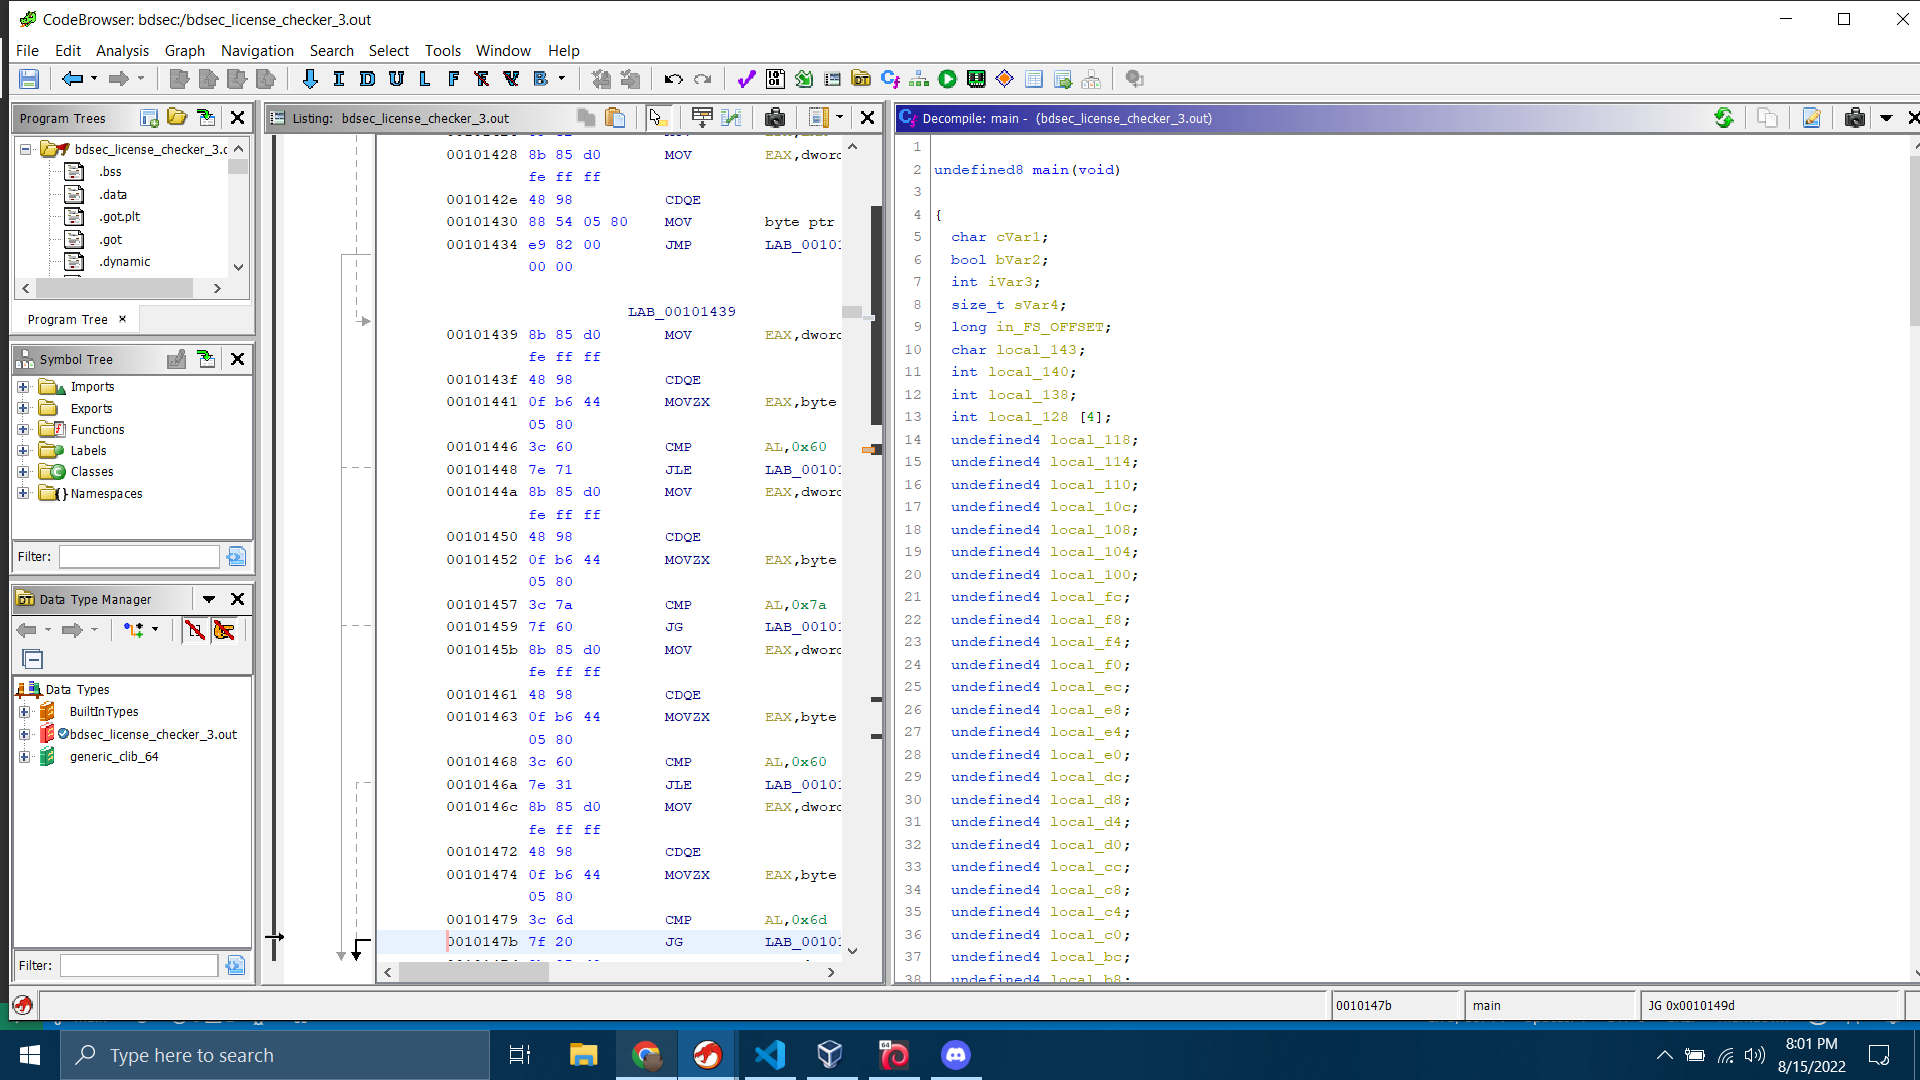 CodeBrowser: bdsec:/bdsec_license_checker_3.out
File Edit Analysis Graph Navigation Search Select Tools Window Help
I D U L F V B
Program Trees
bdsec_license_checker_3.c
.bss
.data
.got.plt
.got
.dynamic
Program Tree ×
Symbol Tree
Imports
Exports
Functions
Labels
Classes
Namespaces
Filter:
Data Type Manager
Data Types
BuiltInTypes
bdsec_license_checker_3.out
generic_clib_64
Filter:
Listing: bdsec_license_checker_3.out
00101428 8b 85 d0 MOV EAX,dword
fe ff ff
0010142e 48 98 CDQE
00101430 88 54 05 80 MOV byte ptr
00101434 e9 82 00 JMP LAB_00101
00 00
LAB_00101439
00101439 8b 85 d0 MOV EAX,dword
fe ff ff
0010143f 48 98 CDQE
00101441 0f b6 44 MOVZX EAX,byte
05 80
00101446 3c 60 CMP AL,0x60
00101448 7e 71 JLE LAB_00101
0010144a 8b 85 d0 MOV EAX,dword
fe ff ff
00101450 48 98 CDQE
00101452 0f b6 44 MOVZX EAX,byte
05 80
00101457 3c 7a CMP AL,0x7a
00101459 7f 60 JG LAB_00101
0010145b 8b 85 d0 MOV EAX,dword
fe ff ff
00101461 48 98 CDQE
00101463 0f b6 44 MOVZX EAX,byte
05 80
00101468 3c 60 CMP AL,0x60
0010146a 7e 31 JLE LAB_00101
0010146c 8b 85 d0 MOV EAX,dword
fe ff ff
00101472 48 98 CDQE
00101474 0f b6 44 MOVZX EAX,byte
05 80
00101479 3c 6d CMP AL,0x6d
0010147b 7f 20 JG LAB_00101
Decompile: main - (bdsec_license_checker_3.out)
1
2 undefined8 main(void)
3
4 {
5 char cVar1;
6 bool bVar2;
7 int iVar3;
8 size_t sVar4;
9 long in_FS_OFFSET;
10 char local_143;
11 int local_140;
12 int local_138;
13 int local_128 [4];
14 undefined4 local_118;
15 undefined4 local_114;
16 undefined4 local_110;
17 undefined4 local_10c;
18 undefined4 local_108;
19 undefined4 local_104;
20 undefined4 local_100;
21 undefined4 local_fc;
22 undefined4 local_f8;
23 undefined4 local_f4;
24 undefined4 local_f0;
25 undefined4 local_ec;
26 undefined4 local_e8;
27 undefined4 local_e4;
28 undefined4 local_e0;
29 undefined4 local_dc;
30 undefined4 local_d8;
31 undefined4 local_d4;
32 undefined4 local_d0;
33 undefined4 local_cc;
34 undefined4 local_c8;
35 undefined4 local_c4;
36 undefined4 local_c0;
37 undefined4 local_bc;
38 undefined4 local_b8;
0010147b main JG 0x0010149d
Type here to search
8:01 PM
8/15/2022